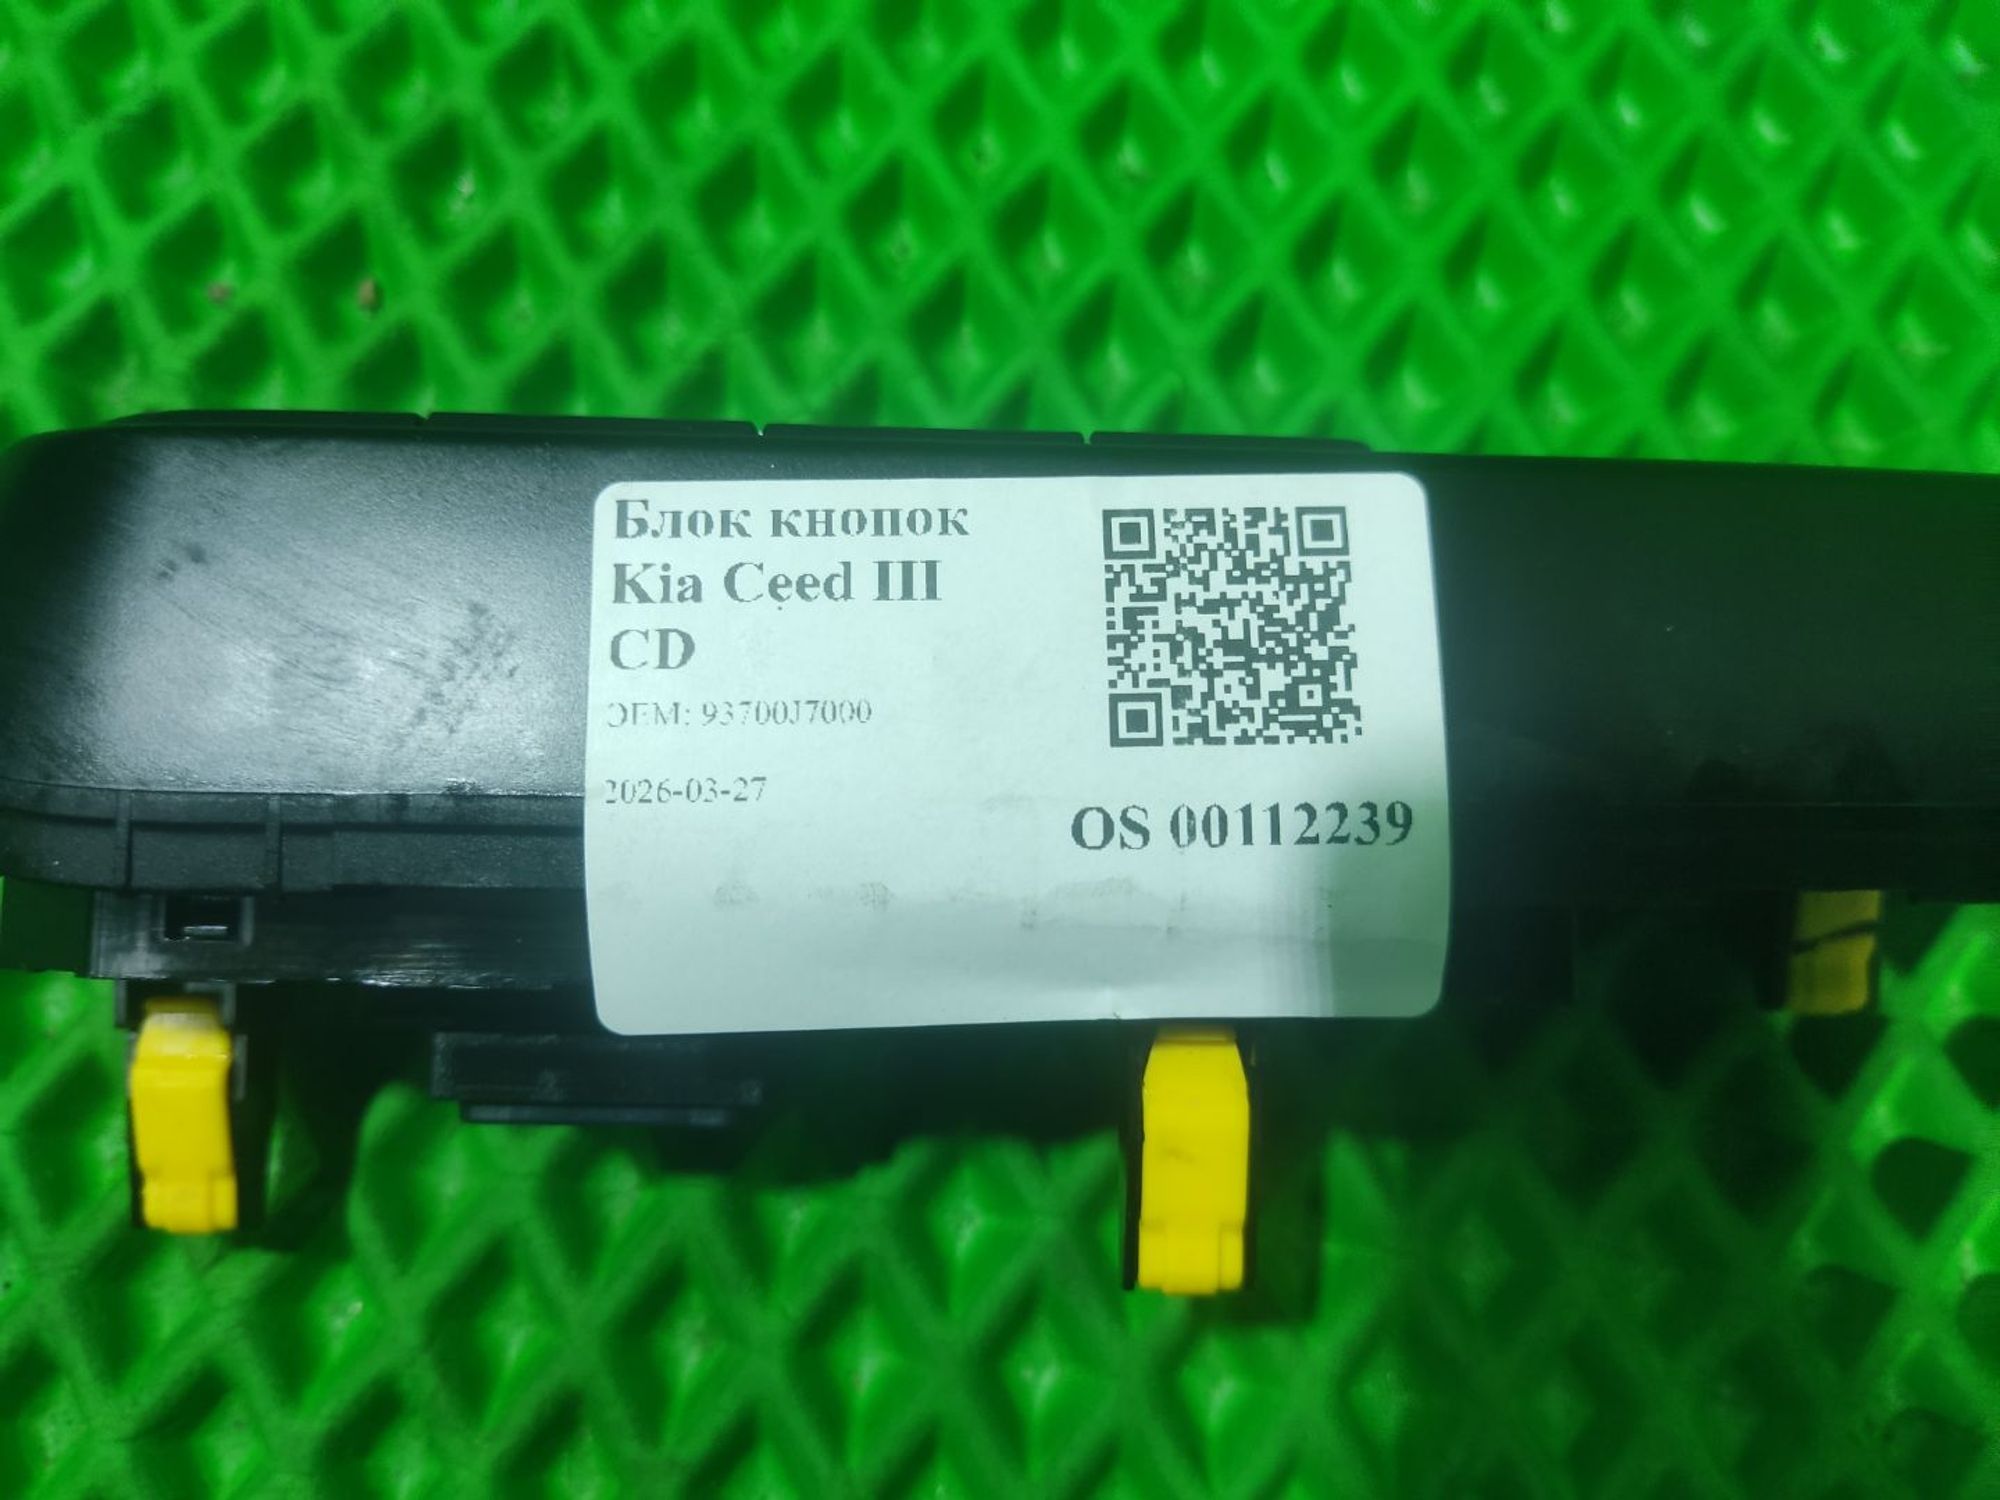 Блок кнопок
Kia Ceed III
CD
OEM: 93700J7000
2026-03-27
OS 00112239